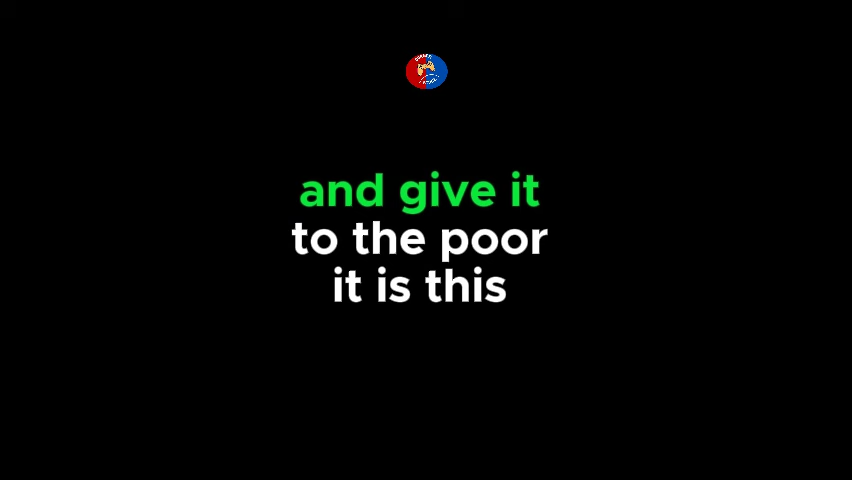 and give it
to the poor
it is this